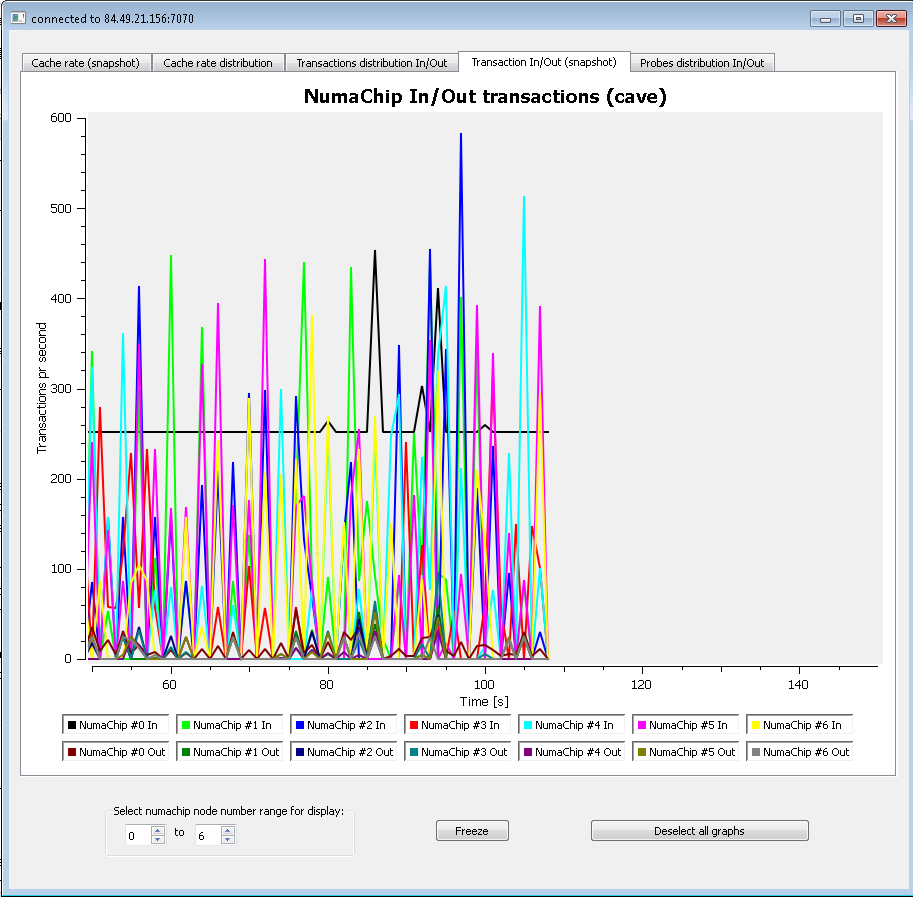 connected to 84.49.21.156:7070
Cache rate (snapshot) Cache rate distribution Transactions distribution In/Out Transaction In/Out (snapshot) Probes distribution In/Out
NumaChip In/Out transactions (cave)
600
500
400
300
200
100
0
Transactions pr second
60 80 100 120 140
Time [s]
NumaChip #0 In NumaChip #1 In NumaChip #2 In NumaChip #3 In NumaChip #4 In NumaChip #5 In NumaChip #6 In
NumaChip #0 Out NumaChip #1 Out NumaChip #2 Out NumaChip #3 Out NumaChip #4 Out NumaChip #5 Out NumaChip #6 Out
Select numachip node number range for display:
0 to 6 Freeze Deselect all graphs